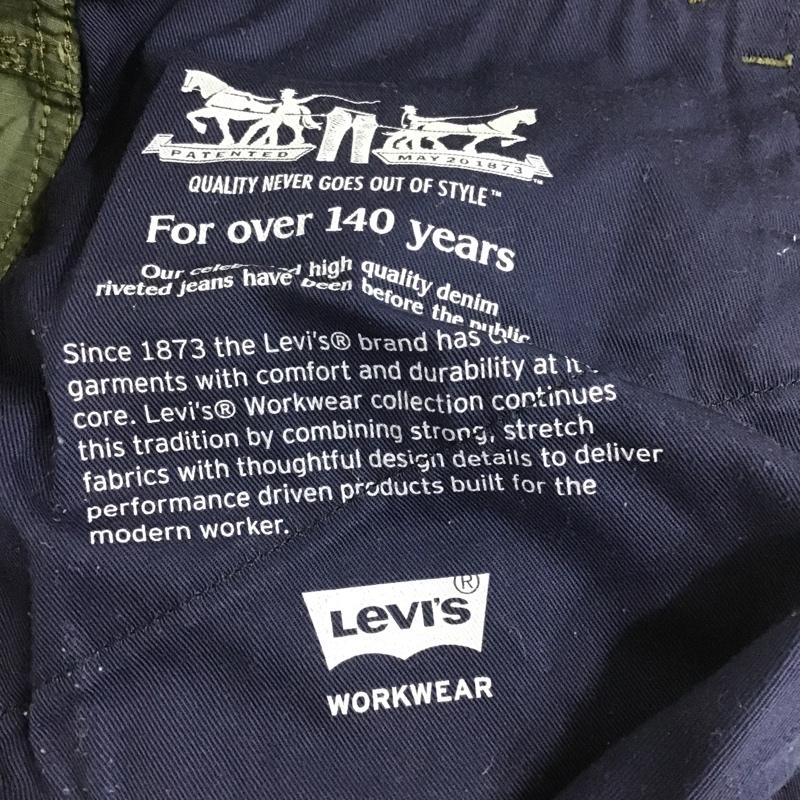 PATENTED MAY 20 1873
QUALITY NEVER GOES OUT OF STYLE™
For over 140 years
Our high quality denim
riveted jeans have been before the public
Since 1873 the Levi's® brand has
garments with comfort and durability at
core. Levi's® Workwear collection continues
this tradition by combining strong, stretch
fabrics with thoughtful design details to deliver
performance driven products built for the
modern worker.
Levi's®
WORKWEAR